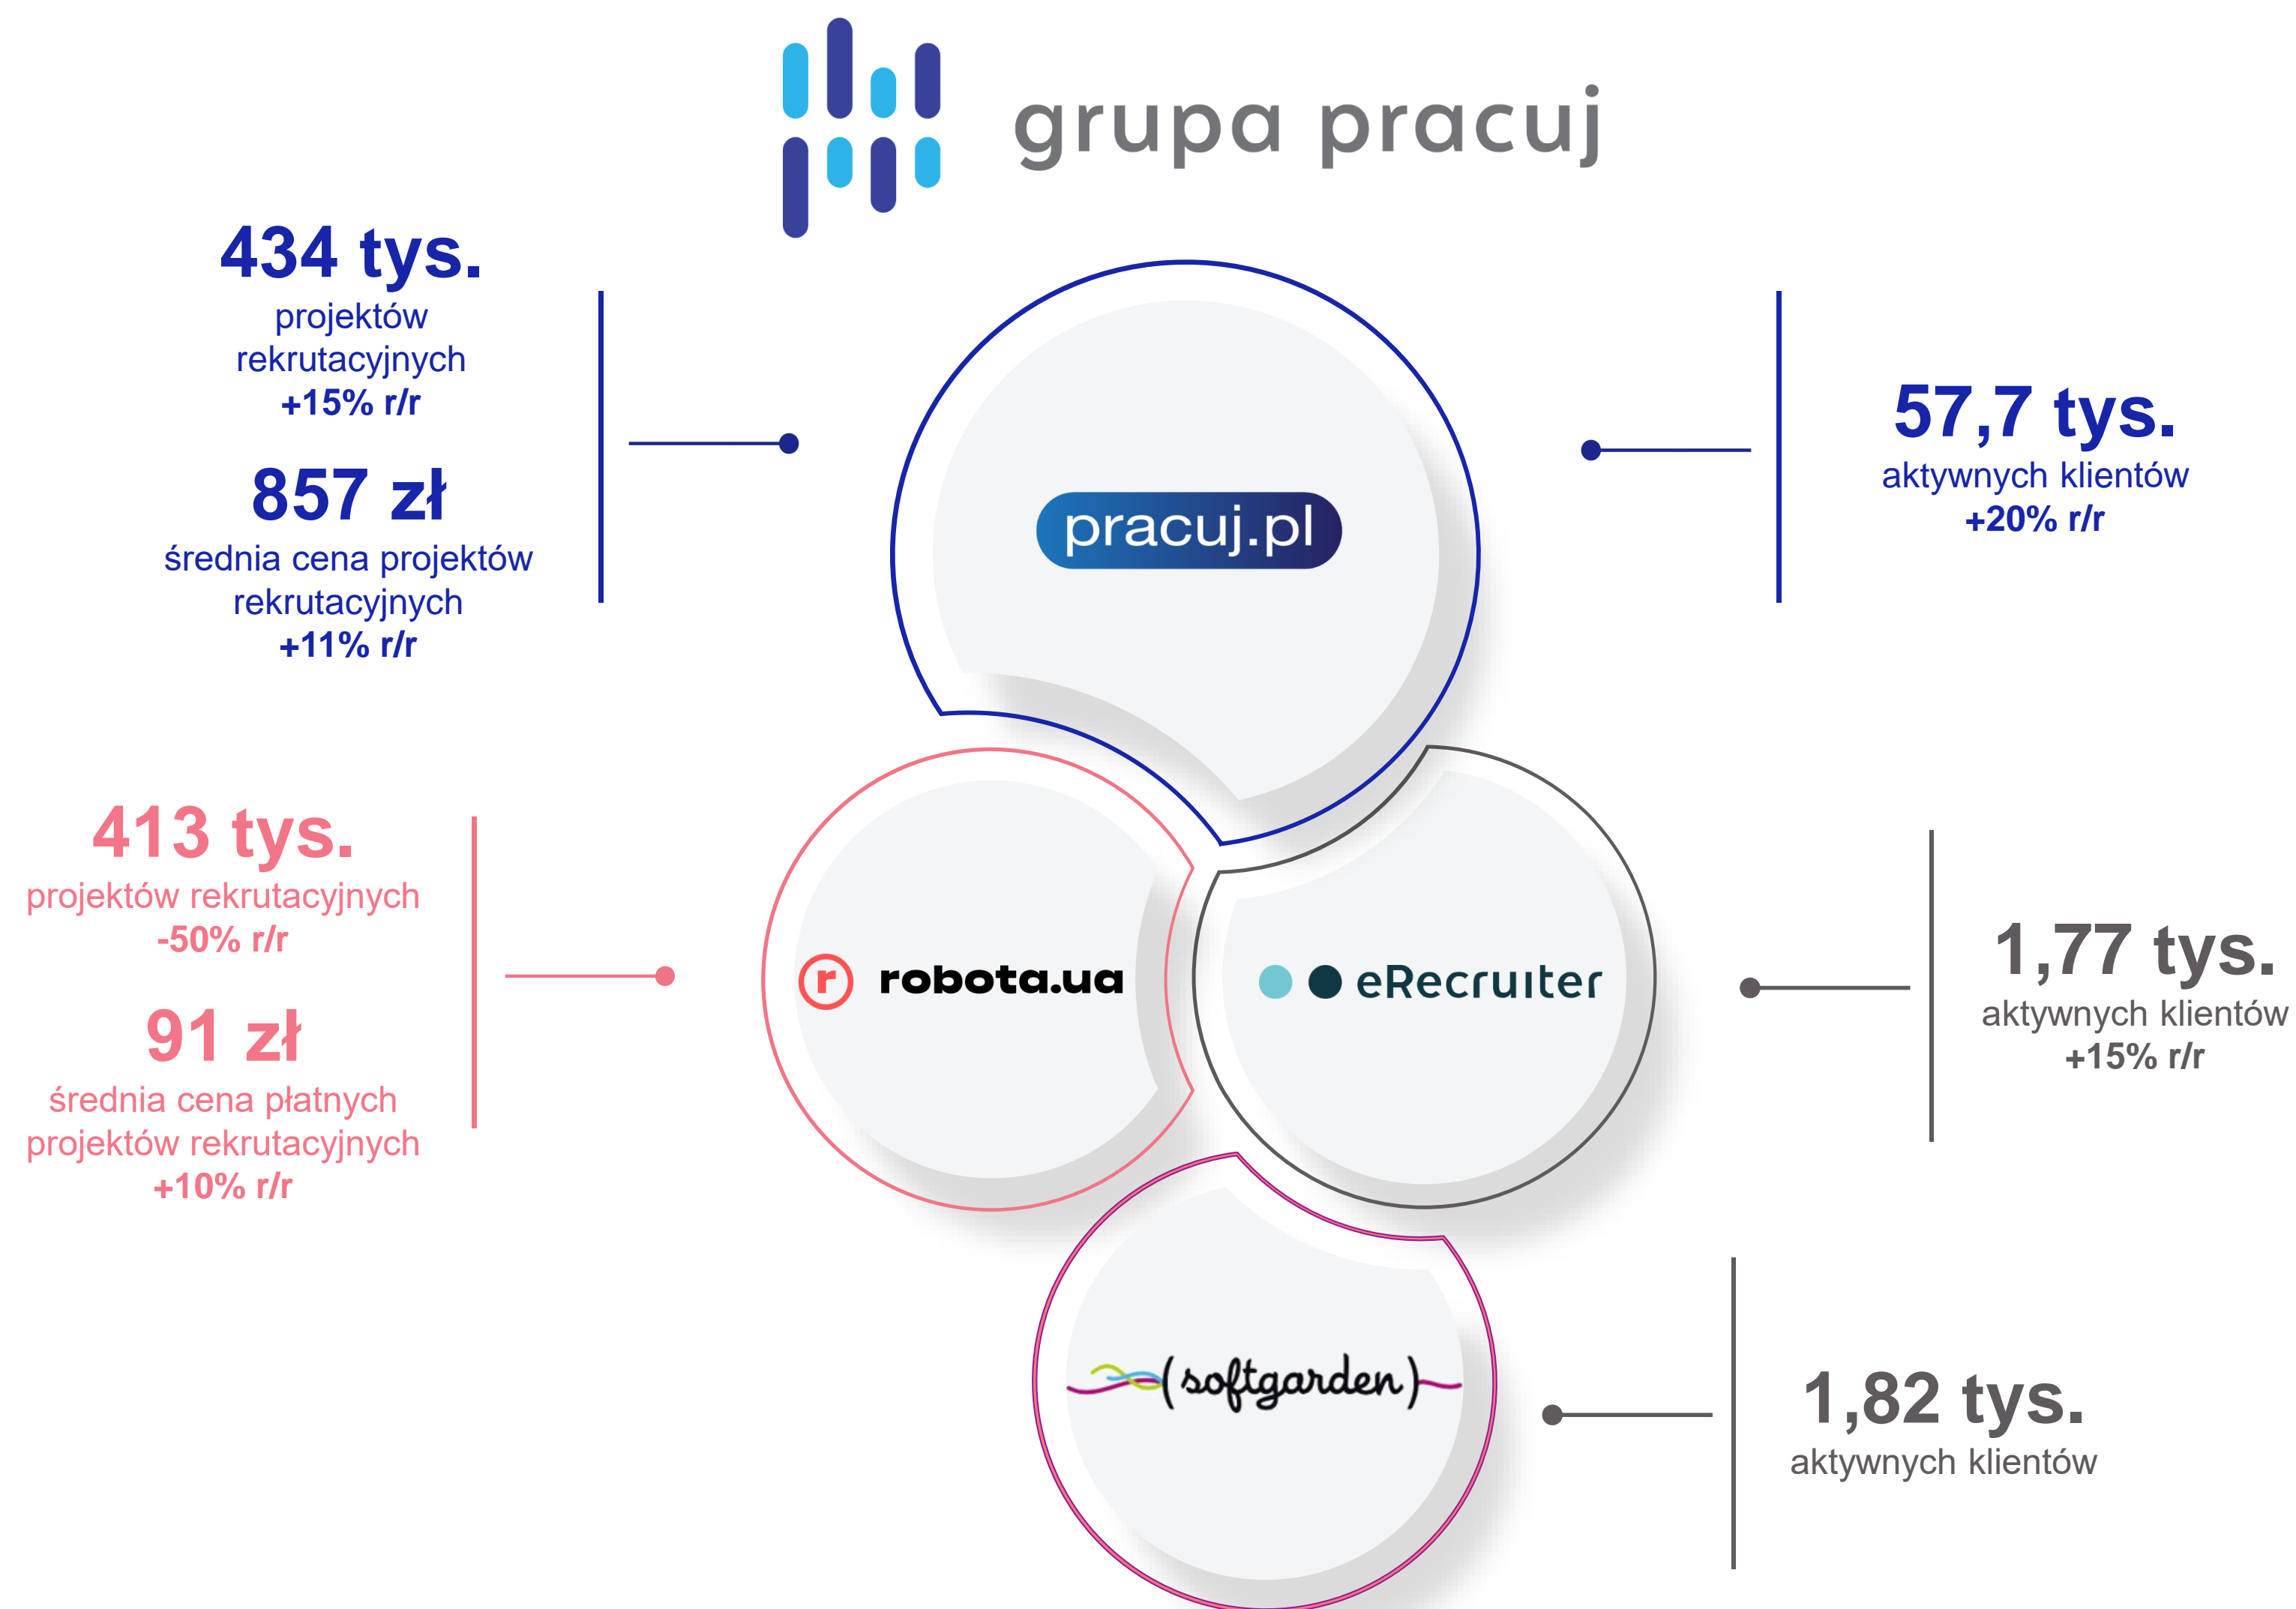 grupa pracuj
434 tys.
projektów
rekrutacyjnych
+15% r/r
857 zł
średnia cena projektów
rekrutacyjnych
+11% r/r
pracuj.pl
57,7 tys.
aktywnych klientów
+20% r/r
413 tys.
projektów rekrutacyjnych
-50% r/r
91 zł
średnia cena płatnych
projektów rekrutacyjnych
+10% r/r
r robota.ua
eRecruiter
1,77 tys.
aktywnych klientów
+15% r/r
(softgarden)
1,82 tys.
aktywnych klientów